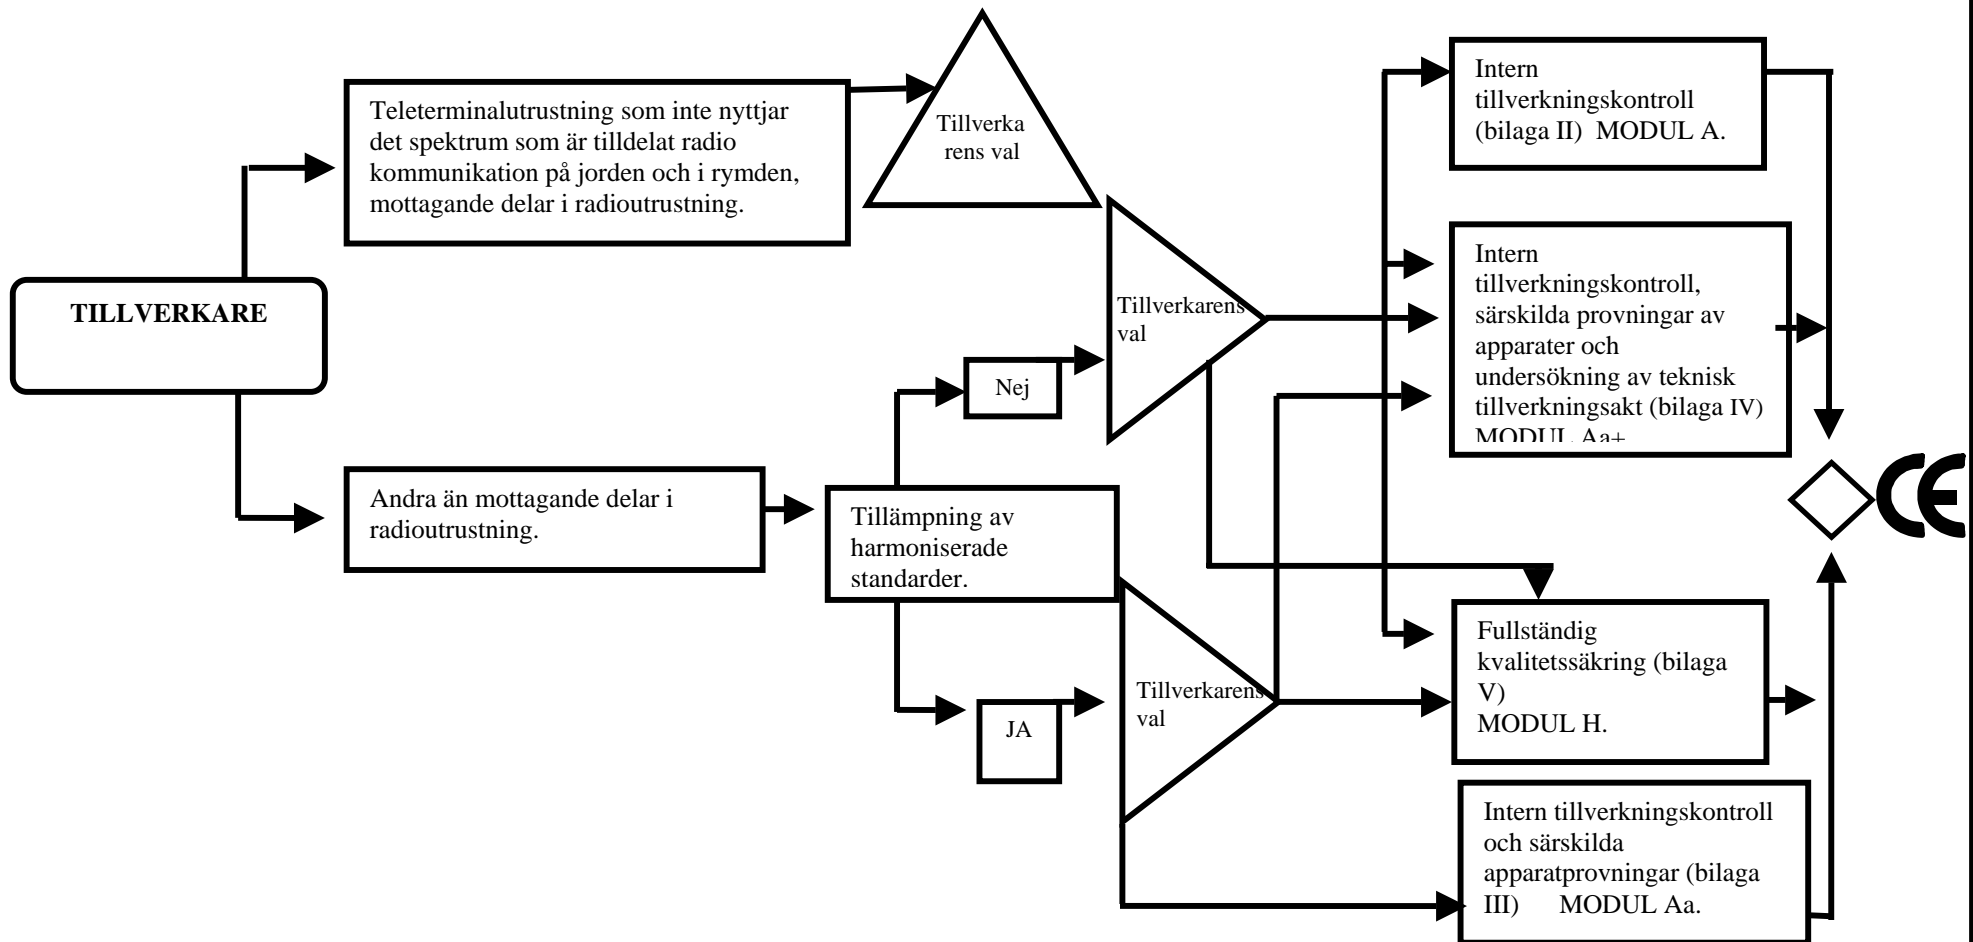 Teleterminalutrustning som inte nyttjar
det spektrum som är tilldelat radio
kommunikation på jorden och i rymden,
mottagande delar i radioutrustning.
Tillverka
rens val
Intern
tillverkningskontroll
(bilaga II) MODUL A.
TILLVERKARE
Tillverkarens
val
Intern
tillverkningskontroll,
särskilda provningar av
apparater och
undersökning av teknisk
tillverkningsakt (bilaga IV)
MODUL Aa+
Nej
Andra än mottagande delar i
radioutrustning.
Tillämpning av
harmoniserade
standarder.
CE
JA
Tillverkarens
val
Fullständig
kvalitetssäkring (bilaga
V)
MODUL H.
Intern tillverkningskontroll
och särskilda
apparatprovningar (bilaga
III) MODUL Aa.